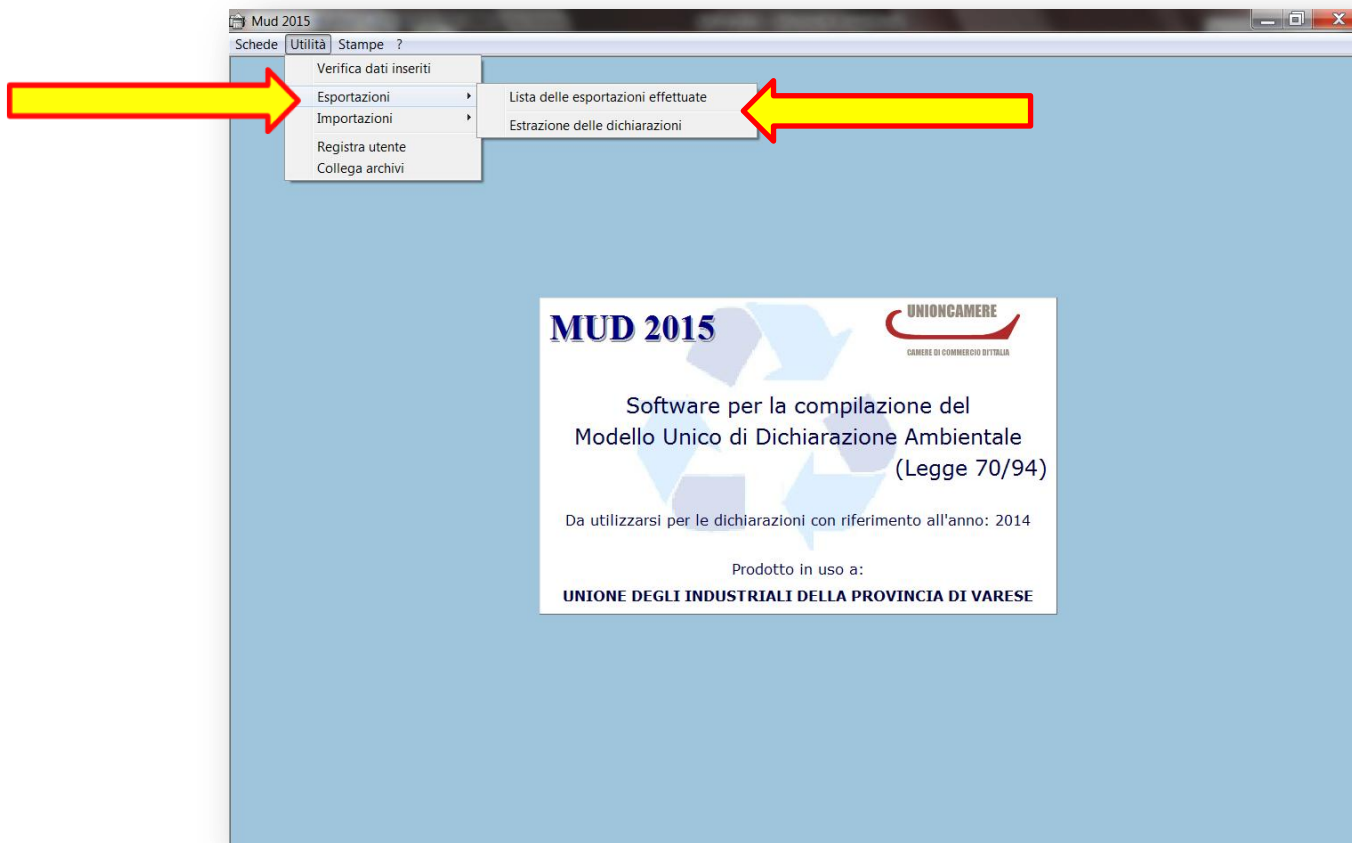 Mud 2015
Schede Utilità Stampe ?
Verifica dati inseriti
Esportazioni
Importazioni
Registra utente
Collega archivi
Lista delle esportazioni effettuate
Estrazione delle dichiarazioni
MUD 2015
UNIONCAMERE
CAMERE DI COMMERCIO D'ITALIA
Software per la compilazione del
Modello Unico di Dichiarazione Ambientale
(Legge 70/94)
Da utilizzarsi per le dichiarazioni con riferimento all'anno: 2014
Prodotto in uso a:
UNIONE DEGLI INDUSTRIALI DELLA PROVINCIA DI VARESE